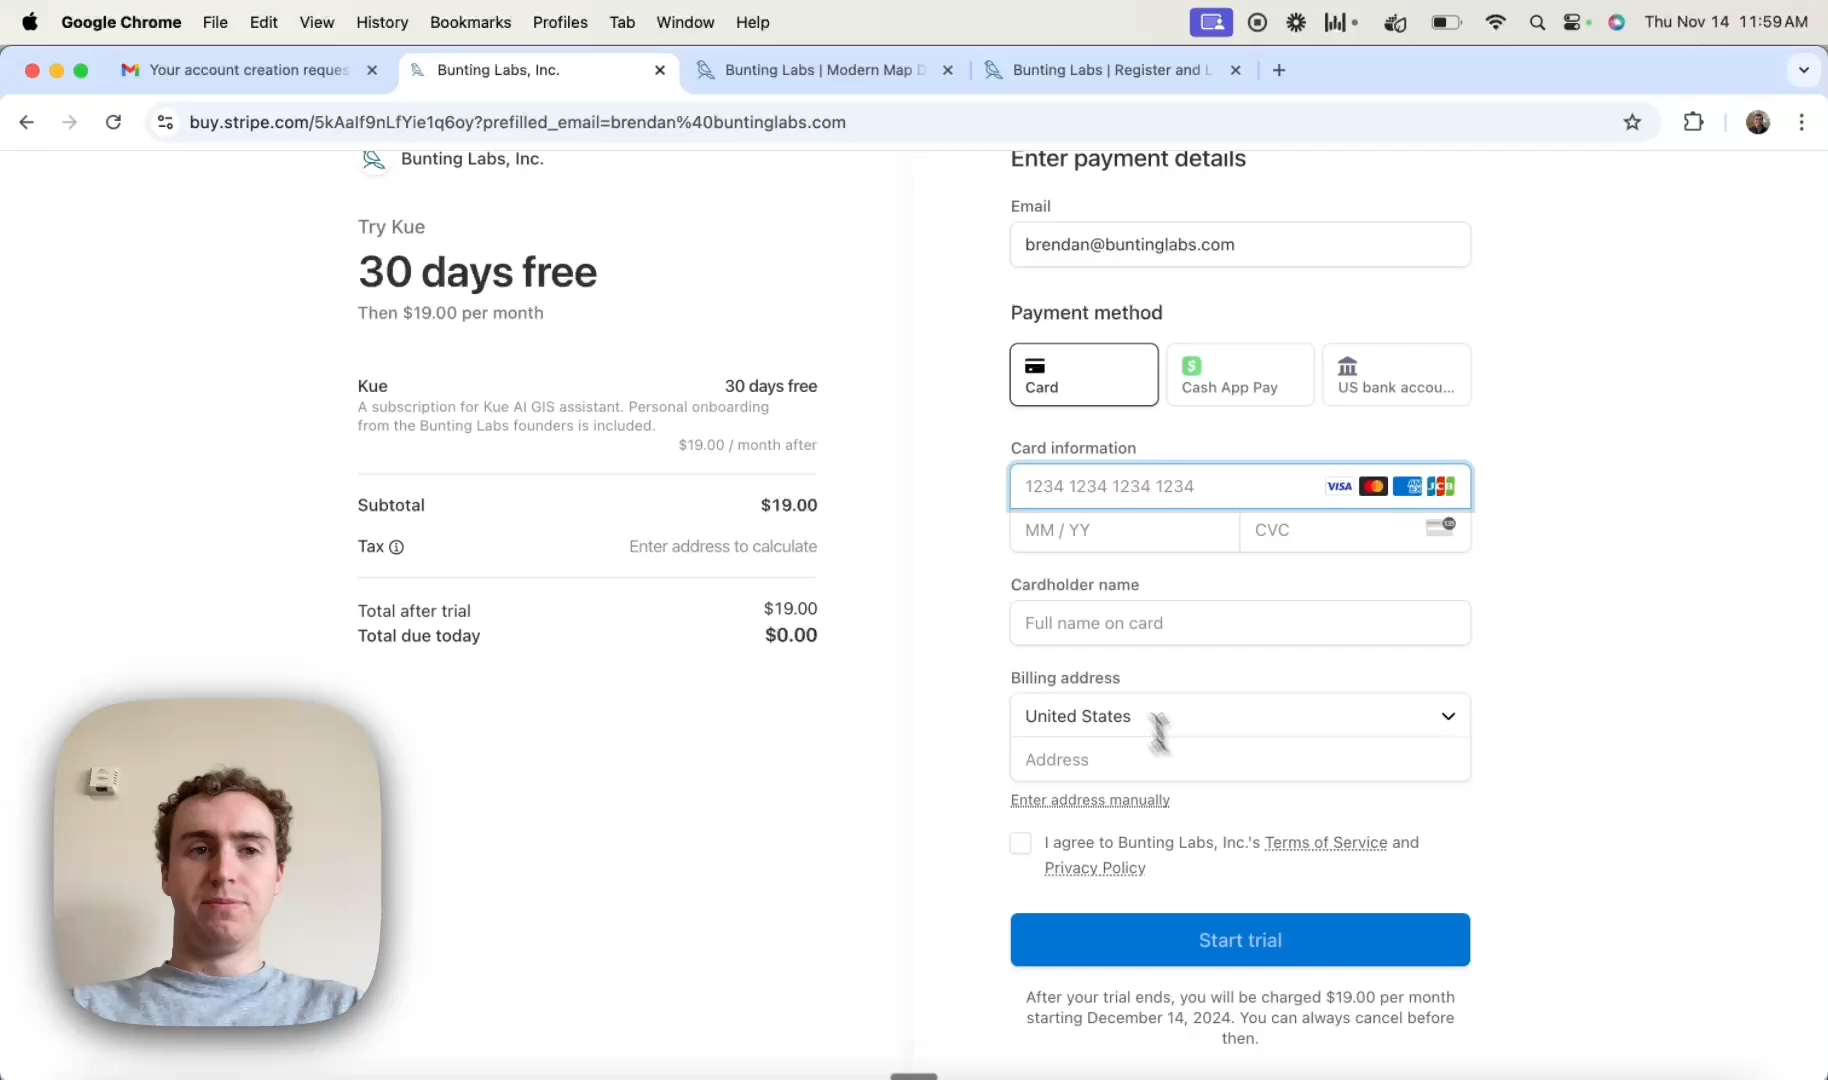 Google Chrome File Edit View History Bookmarks Profiles Tab Window Help Thu Nov 14 11:59 AM
Your account creation reques Bunting Labs, Inc. Bunting Labs | Modern Map D Bunting Labs | Register and L
buy.stripe.com/5kAaIf9nLfYie1q6oy?prefilled_email=brendan%40buntinglabs.com
Bunting Labs, Inc.
Try Kue
30 days free
Then $19.00 per month
Kue 30 days free
A subscription for Kue AI GIS assistant. Personal onboarding
from the Bunting Labs founders is included.
$19.00 / month after
Subtotal $19.00
Tax Enter address to calculate
Total after trial $19.00
Total due today $0.00
Enter payment details
Email
brendan@buntinglabs.com
Payment method
Card
Cash App Pay
US bank accou...
Card information
1234 1234 1234 1234 VISA
MM / YY CVC
Cardholder name
Full name on card
Billing address
United States
Address
Enter address manually
I agree to Bunting Labs, Inc.'s Terms of Service and
Privacy Policy
Start trial
After your trial ends, you will be charged $19.00 per month
starting December 14, 2024. You can always cancel before
then.